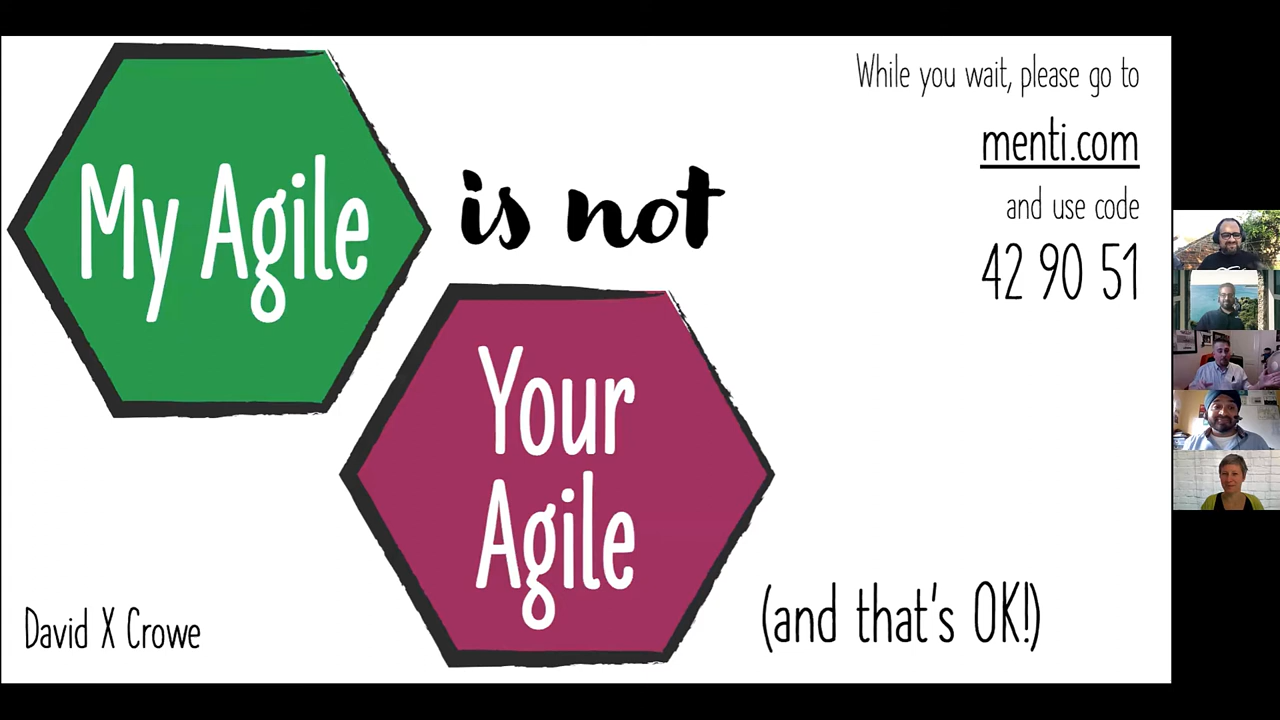 My Agile
is not
Your
Agile
(and that's OK!)
While you wait, please go to
menti.com
and use code
42 90 51
David X Crowe